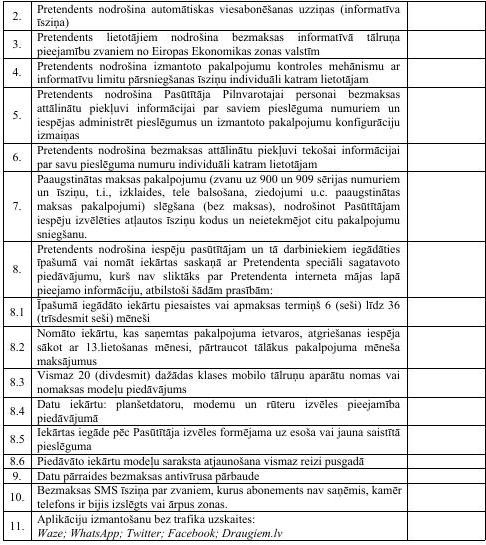 2. Pretendents nodrošina automātiskas viesabonēšanas uzziņas (informatīva
īsziņa)
3. Pretendents lietotājiem nodrošina bezmaksas informatīvā tālruņa
pieejamību zvaniem no Eiropas Ekonomikas zonas valstīm
4. Pretendents nodrošina izmantoto pakalpojumu kontroles mehānismu ar
informatīvu limitu pārsniegšanas īsziņu individuāli katram lietotājam
5. Pretendents nodrošina Pasūtītāja Pilnvarotajai personai bezmaksas
attālinātu piekļuvi informācijai par saviem pieslēguma numuriem un
iespējas administrēt pieslēgumus un izmantoto pakalpojumu konfigurāciju
izmaiņas
6. Pretendents nodrošina bezmaksas attālinātu piekļuvi tekošai informācijai
par savu pieslēguma numuru individuāli katram lietotājam
7. Paaugstinātas maksas pakalpojumu (zvanu uz 900 un 909 sērijas numuriem
un īsziņu, t.i., izklaides, tele balsošana, ziedojumi u.c. paaugstinātas
maksas pakalpojumi) slēgšana (bez maksas), nodrošinot Pasūtītājam
iespēju izvēlēties atļautos īsziņu kodus un neietekmējot citu pakalpojumu
sniegšanu.
8. Pretendents nodrošina iespēju pasūtītājam un tā darbiniekiem iegādāties
īpašumā vai nomāt iekārtas saskaņā ar Pretendenta speciāli sagatavoto
piedāvājumu, kurš nav sliktāks par Pretendenta interneta mājas lapā
pieejamo informāciju, atbilstoši šādām prasībām:
8.1 Īpašumā iegādāto iekārtu piesaistes vai apmaksas termiņš 6 (seši) līdz 36
(trīsdesmit seši) mēneši
8.2 Nomāto iekārtu, kas saņemtas pakalpojuma ietvaros, atgriešanas iespēja
sākot ar 13.lietošanas mēnesi, pārtraucot tālākus pakalpojuma mēneša
maksājumus
8.3 Vismaz 20 (divdesmit) dažādas klases mobilo tālruņu aparātu nomas vai
nomaksas modeļu piedāvājums
8.4 Datu iekārtu: planšetdatoru, modemu un rūteru izvēles pieejamība
piedāvājumā
8.5 Iekārtas iegāde pēc Pasūtītāja izvēles formējama uz esoša vai jauna saistītā
pieslēguma
8.6 Piedāvāto iekārtu modeļu saraksta atjaunošana vismaz reizi pusgadā
9. Datu pārraides bezmaksas antivīrusa pārbaude
10. Bezmaksas SMS īsziņa par zvaniem, kurus abonements nav saņēmis, kamēr
telefons ir bijis izslēgts vai ārpus zonas.
11. Aplikāciju izmantošanu bez trafika uzskaites:
Waze; WhatsApp; Twitter; Facebook; Draugiem.lv